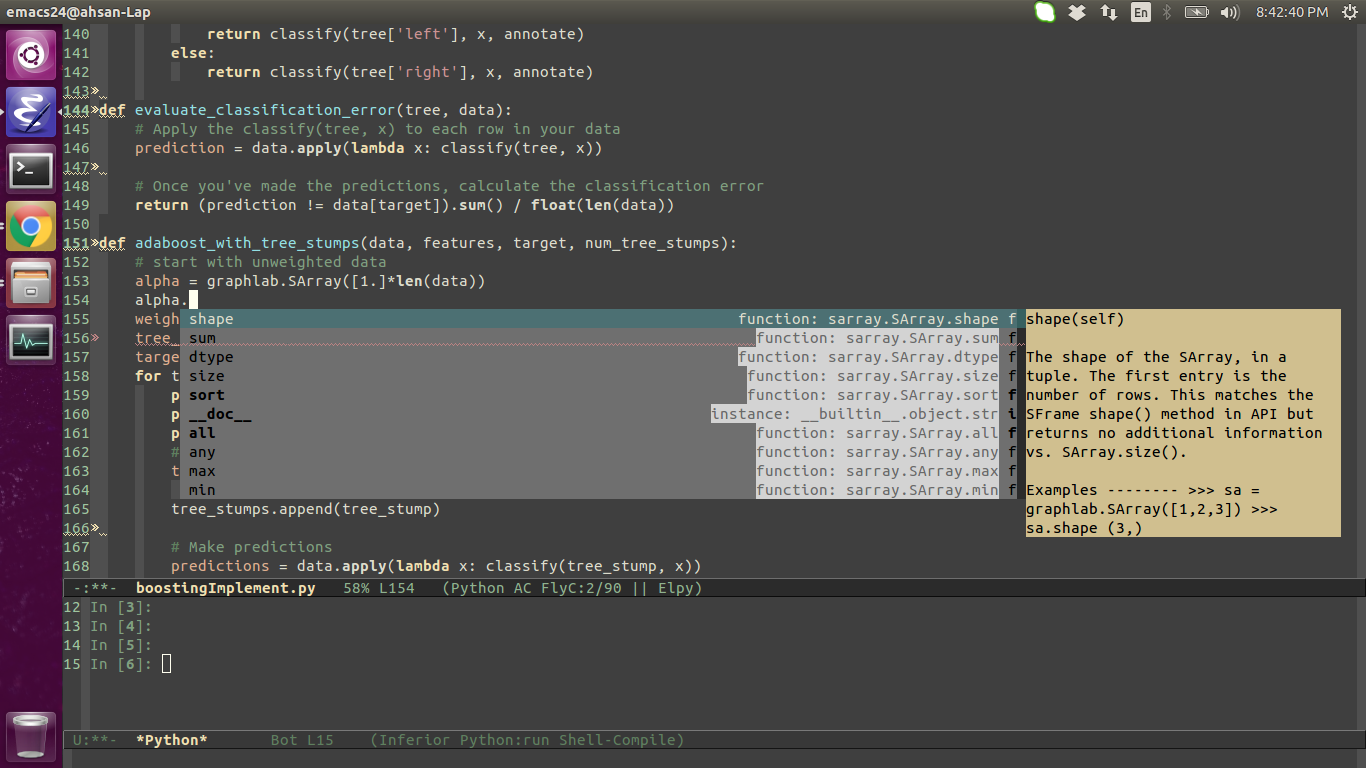 emacs24@ahsan-Lap En 8:42:40 PM
140 return classify(tree['left'], x, annotate)
141 else:
142 return classify(tree['right'], x, annotate)
143»
144»def evaluate_classification_error(tree, data):
145 # Apply the classify(tree, x) to each row in your data
146 prediction = data.apply(lambda x: classify(tree, x))
147»
148 # Once you've made the predictions, calculate the classification error
149 return (prediction != data[target]).sum() / float(len(data))
150
151»def adaboost_with_tree_stumps(data, features, target, num_tree_stumps):
152 # start with unweighted data
153 alpha = graphlab.SArray([1.]*len(data))
154 alpha.
155 weigh shape function: sarray.SArray.shape f shape(self)
156» tree_ sum function: sarray.SArray.sum f
157 targe dtype function: sarray.SArray.dtype f The shape of the SArray, in a
158 for t size function: sarray.SArray.size f tuple. The first entry is the
159 p sort function: sarray.SArray.sort f number of rows. This matches the
160 p __doc__ instance: __builtin__.object.str i SFrame shape() method in API but
161 p all function: sarray.SArray.all f returns no additional information
162 # any function: sarray.SArray.any f vs. SArray.size().
163 t max function: sarray.SArray.max f
164 min function: sarray.SArray.min f Examples -------- >>> sa =
165 tree_stumps.append(tree_stump) graphlab.SArray([1,2,3]) >>>
166» sa.shape (3,)
167 # Make predictions
168 predictions = data.apply(lambda x: classify(tree_stump, x))
-:**- boostingImplement.py 58% L154 (Python AC FlyC:2/90 || Elpy)
12 In [3]:
13 In [4]:
14 In [5]:
15 In [6]:
U:**- *Python* Bot L15 (Inferior Python:run Shell-Compile)